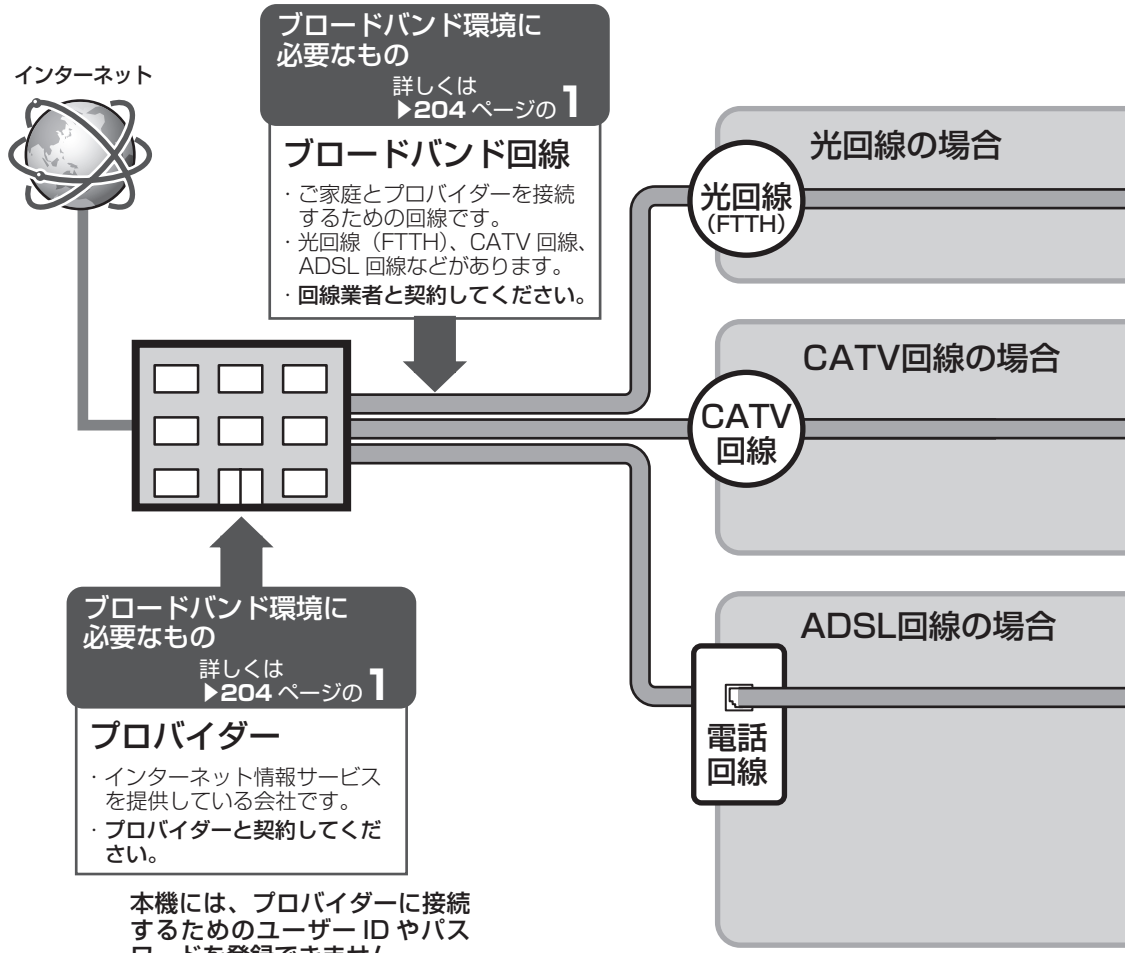 インターネット
ブロードバンド環境に
必要なもの
詳しくは
▶204 ページの 1
ブロードバンド回線
・ご家庭とプロバイダーを接続
するための回線です。
・光回線（FTTH）、CATV 回線、
ADSL 回線などがあります。
・回線業者と契約してください。
光回線の場合
光回線
(FTTH)
CATV回線の場合
CATV
回線
ADSL回線の場合
電話
回線
ブロードバンド環境に
必要なもの
詳しくは
▶204 ページの 1
プロバイダー
・インターネット情報サービス
を提供している会社です。
・プロバイダーと契約してくだ
さい。
本機には、プロバイダーに接続
するためのユーザー ID やパス
ワードを登録できません